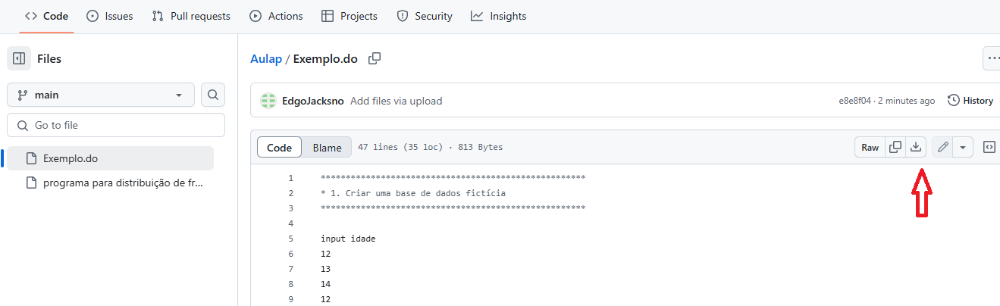 Code Issues Pull requests Actions Projects Security Insights
Files
main
Go to file
Exemplo.do
programa para distribuição de fr...
Aulap / Exemplo.do
EdgoJacksno Add files via upload e8e8f04 · 2 minutes ago History
Code Blame 47 lines (35 loc) · 813 Bytes Raw
1 *****************************************************
2 * 1. Criar uma base de dados fictícia
3 *****************************************************
4
5 input idade
6 12
7 13
8 14
9 12